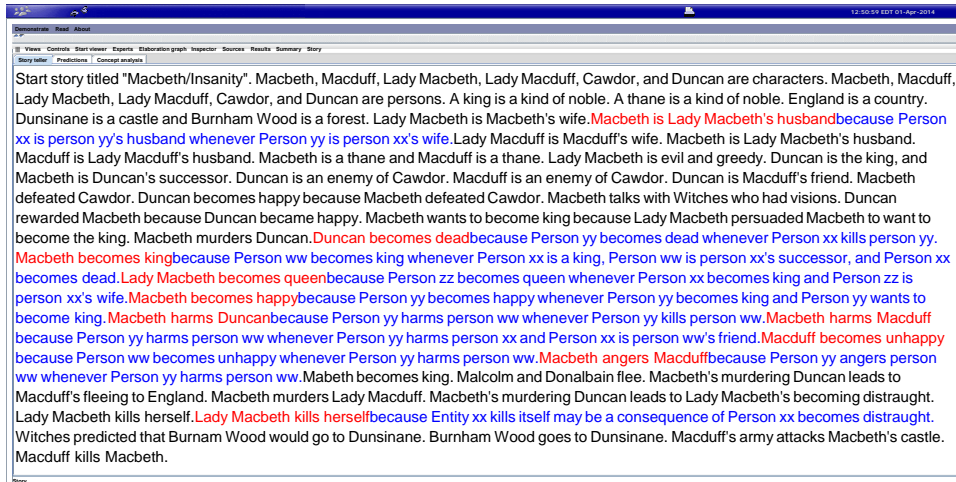 12:50:59 EDT 01-Apr-2014
Demonstrate Read About
Views Controls Start viewer Experts Elaboration graph Inspector Sources Results Summary Story
Story teller Predictions Concept analysis
Start story titled "Macbeth/Insanity". Macbeth, Macduff, Lady Macbeth, Lady Macduff, Cawdor, and Duncan are characters. Macbeth, Macduff,
Lady Macbeth, Lady Macduff, Cawdor, and Duncan are persons. A king is a kind of noble. A thane is a kind of noble. England is a country.
Dunsinane is a castle and Burnham Wood is a forest. Lady Macbeth is Macbeth's wife.Macbeth is Lady Macbeth's husbandbecause Person
xx is person yy's husband whenever Person yy is person xx's wife.Lady Macduff is Macduff's wife. Macbeth is Lady Macbeth's husband.
Macduff is Lady Macduff's husband. Macbeth is a thane and Macduff is a thane. Lady Macbeth is evil and greedy. Duncan is the king, and
Macbeth is Duncan's successor. Duncan is an enemy of Cawdor. Macduff is an enemy of Cawdor. Duncan is Macduff's friend. Macbeth
defeated Cawdor. Duncan becomes happy because Macbeth defeated Cawdor. Macbeth talks with Witches who had visions. Duncan
rewarded Macbeth because Duncan became happy. Macbeth wants to become king because Lady Macbeth persuaded Macbeth to want to
become the king. Macbeth murders Duncan.Duncan becomes deadbecause Person yy becomes dead whenever Person xx kills person yy.
Macbeth becomes kingbecause Person ww becomes king whenever Person xx is a king, Person ww is person xx's successor, and Person xx
becomes dead.Lady Macbeth becomes queenbecause Person zz becomes queen whenever Person xx becomes king and Person zz is
person xx's wife.Macbeth becomes happybecause Person yy becomes happy whenever Person yy becomes king and Person yy wants to
become king.Macbeth harms Duncanbecause Person yy harms person ww whenever Person yy kills person ww.Macbeth harms Macduff
because Person yy harms person ww whenever Person yy harms person xx and Person xx is person ww's friend.Macduff becomes unhappy
because Person ww becomes unhappy whenever Person yy harms person ww.Macbeth angers Macduffbecause Person yy angers person
ww whenever Person yy harms person ww.Mabeth becomes king. Malcolm and Donalbain flee. Macbeth's murdering Duncan leads to
Macduff's fleeing to England. Macbeth murders Lady Macduff. Macbeth's murdering Duncan leads to Lady Macbeth's becoming distraught.
Lady Macbeth kills herself.Lady Macbeth kills herselfbecause Entity xx kills itself may be a consequence of Person xx becomes distraught.
Witches predicted that Burnam Wood would go to Dunsinane. Burnham Wood goes to Dunsinane. Macduff's army attacks Macbeth's castle.
Macduff kills Macbeth.
Story